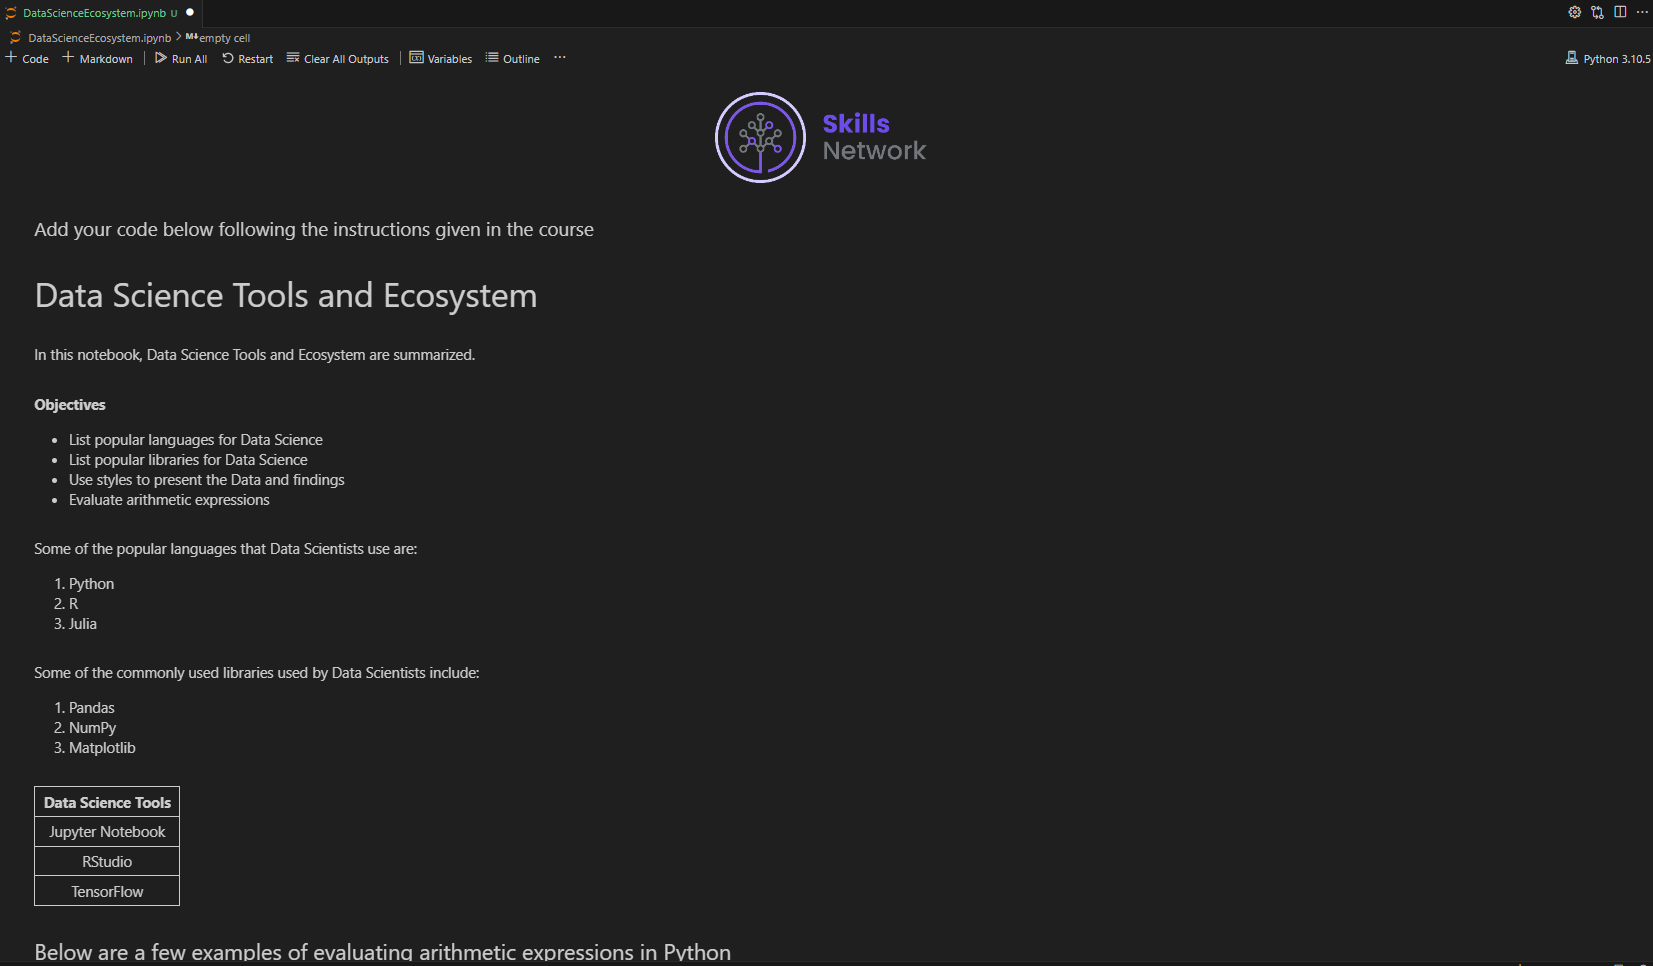 DataScienceEcosystem.ipynb U
DataScienceEcosystem.ipynb > M↓ empty cell
+ Code + Markdown | Run All Restart Clear All Outputs | Variables Outline ... Python 3.10.5
Skills
Network
Add your code below following the instructions given in the course
Data Science Tools and Ecosystem
In this notebook, Data Science Tools and Ecosystem are summarized.
Objectives
• List popular languages for Data Science
• List popular libraries for Data Science
• Use styles to present the Data and findings
• Evaluate arithmetic expressions
Some of the popular languages that Data Scientists use are:
1. Python
2. R
3. Julia
Some of the commonly used libraries used by Data Scientists include:
1. Pandas
2. NumPy
3. Matplotlib
Data Science Tools
Jupyter Notebook
RStudio
TensorFlow
Below are a few examples of evaluating arithmetic expressions in Python